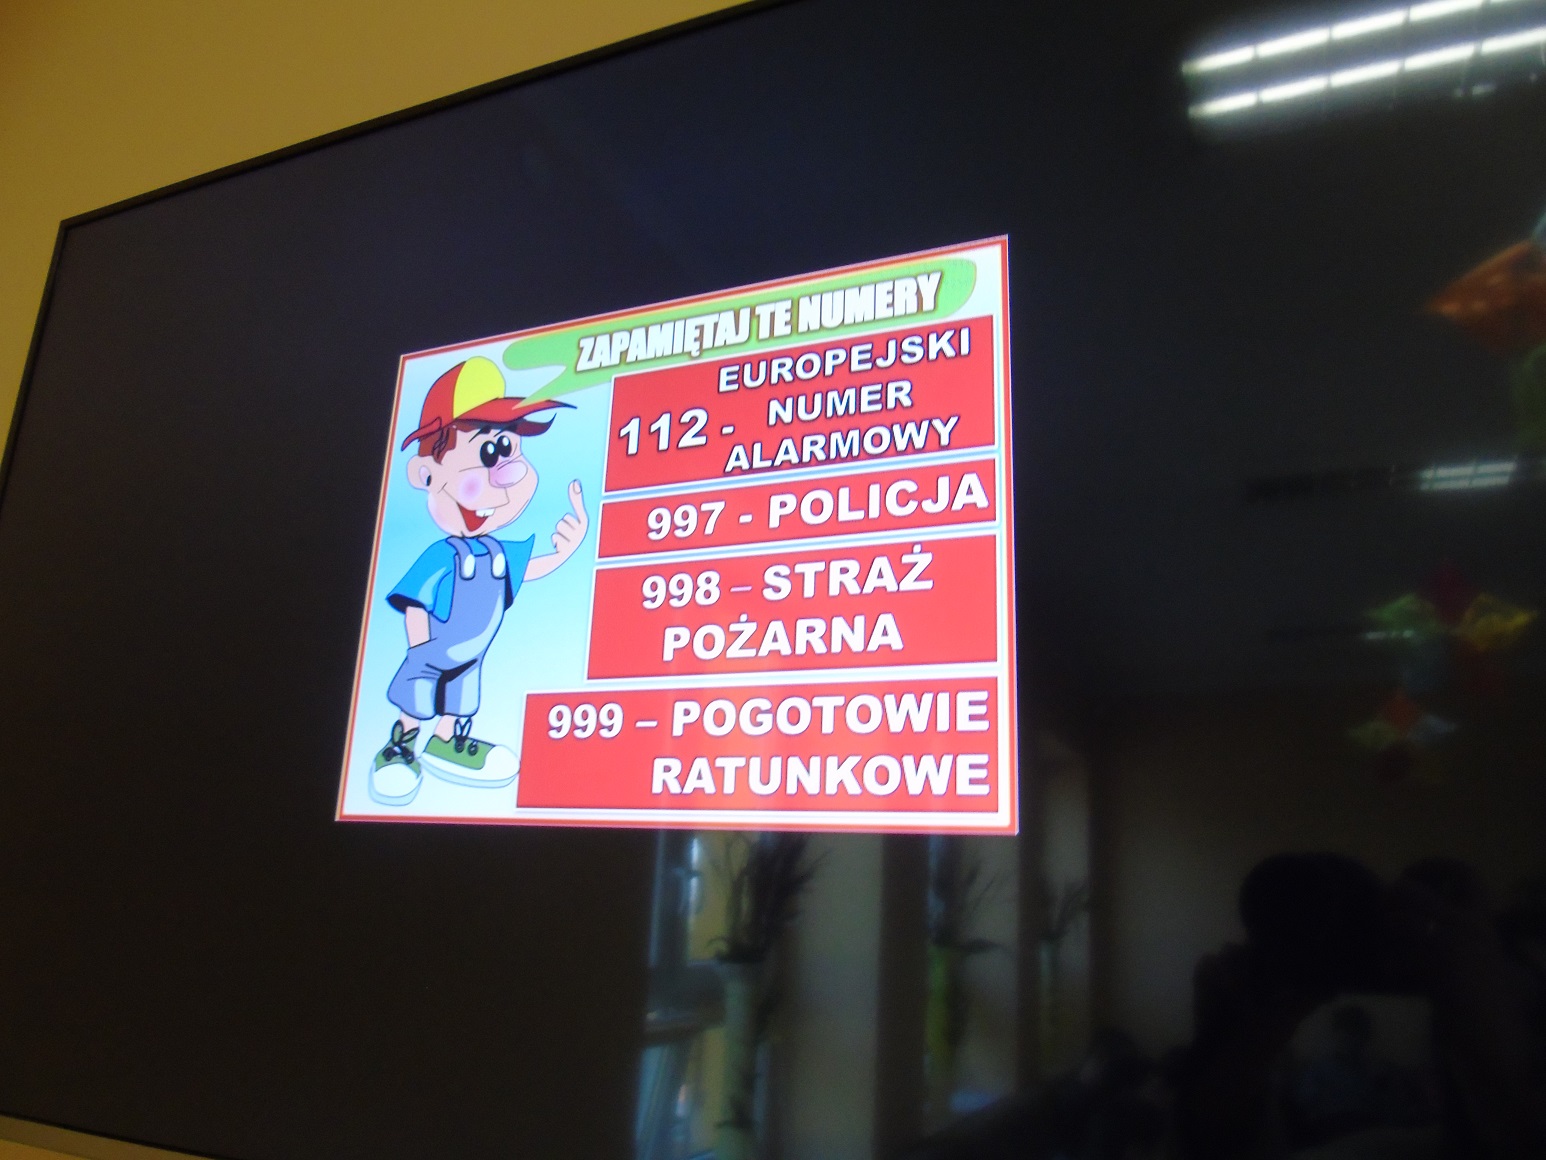 ZAPAMIĘTAJ TE NUMERY
EUROPEJSKI
112 - NUMER
ALARMOWY
997 - POLICJA
998 – STRAŻ
POŻARNA
999 – POGOTOWIE
RATUNKOWE